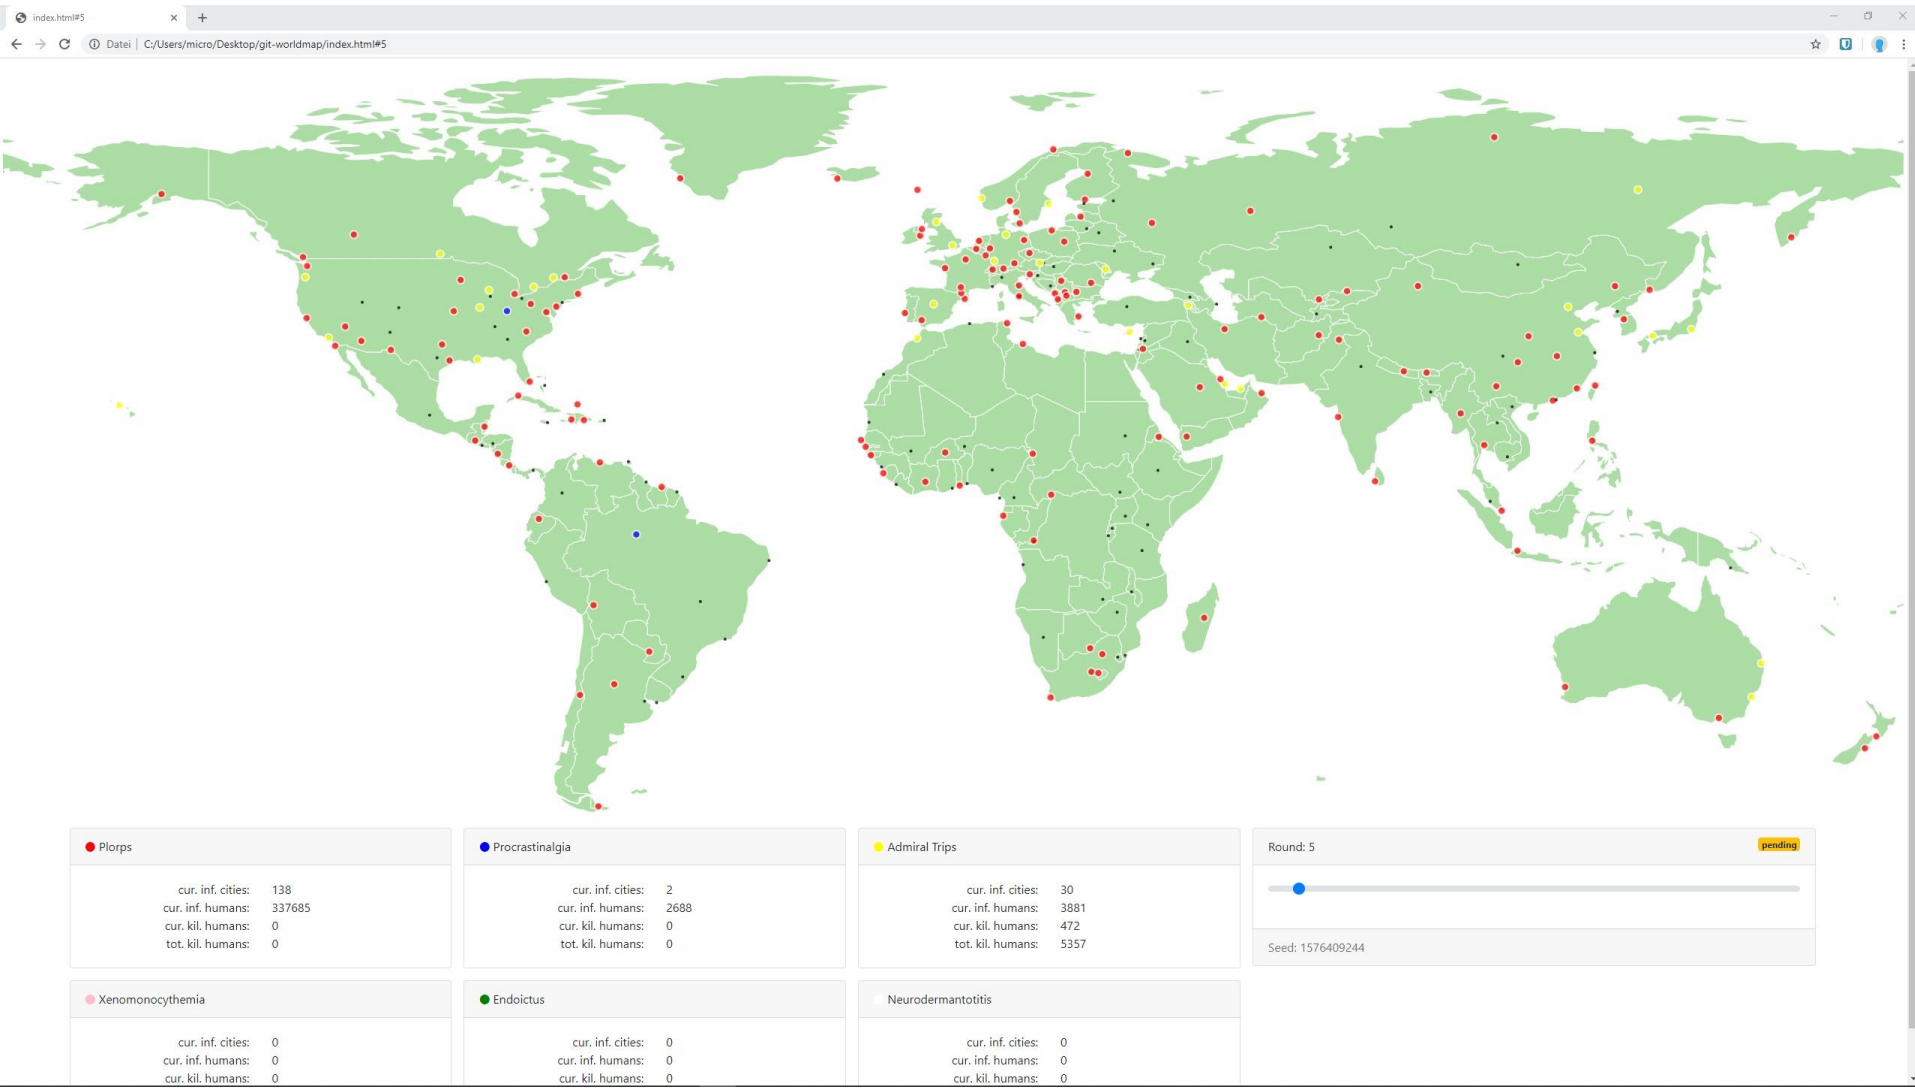 index.html#5
Datei
C:/Users/micro/Desktop/git-worldmap/index.html#5
Plorps
cur. inf. cities: 138
cur. inf. humans: 337685
cur. kil. humans: 0
tot. kil. humans: 0
Procrastinalgia
cur. inf. cities: 2
cur. inf. humans: 2688
cur. kil. humans: 0
tot. kil. humans: 0
Admiral Trips
cur. inf. cities: 30
cur. inf. humans: 3881
cur. kil. humans: 472
tot. kil. humans: 5357
Round: 5
pending
Seed: 1576409244
Xenomonocythemia
cur. inf. cities: 0
cur. inf. humans: 0
cur. kil. humans: 0
Endoictus
cur. inf. cities: 0
cur. inf. humans: 0
cur. kil. humans: 0
Neurodermantotitis
cur. inf. cities: 0
cur. inf. humans: 0
cur. kil. humans: 0